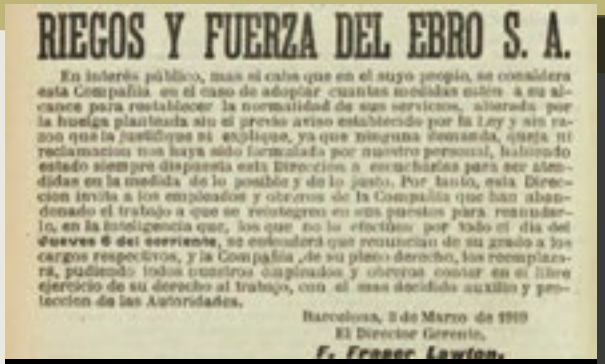 RIEGOS Y FUERZA DEL EBRO S. A.
En interés público, mas si cabe que en el suyo propio, se considera
esta Compañía en el caso de adoptar cuantas medidas estén a su al-
cance para restablecer la normalidad de sus servicios, alterada por
la huelga planteada sin el previo aviso establecido por la Ley y sin ra-
zon que la justifique ni explique, ya que ninguna demanda, queja ni
reclamacion nos haya sido formulada por nuestro personal, habiendo
estado siempre dispuesta esta Dirección a escucharlas para ser aten-
didas en la medida de lo posible y de lo justo. Por tanto, esta Direc-
cion invita a los empleados y obreros de la Compañía que han aban-
donado el trabajo a que se reintegren en sus puestos para reanudar-
lo, en la inteligencia que, los que no lo efectúen por todo el día del
Jueves 6 del corriente, se entenderá que renuncian de su grado a los
cargos respectivos, y la Compañía, de su pleno derecho, los reemplaza-
rá, pudiendo todos nuestros empleados y obreros contar en el libre
ejercicio de su derecho al trabajo, con el mas decidido auxilio y pro-
teccion de las Autoridades.
Barcelona, 3 de Marzo de 1919
El Director Gerente,
F. Fraser Lawton.